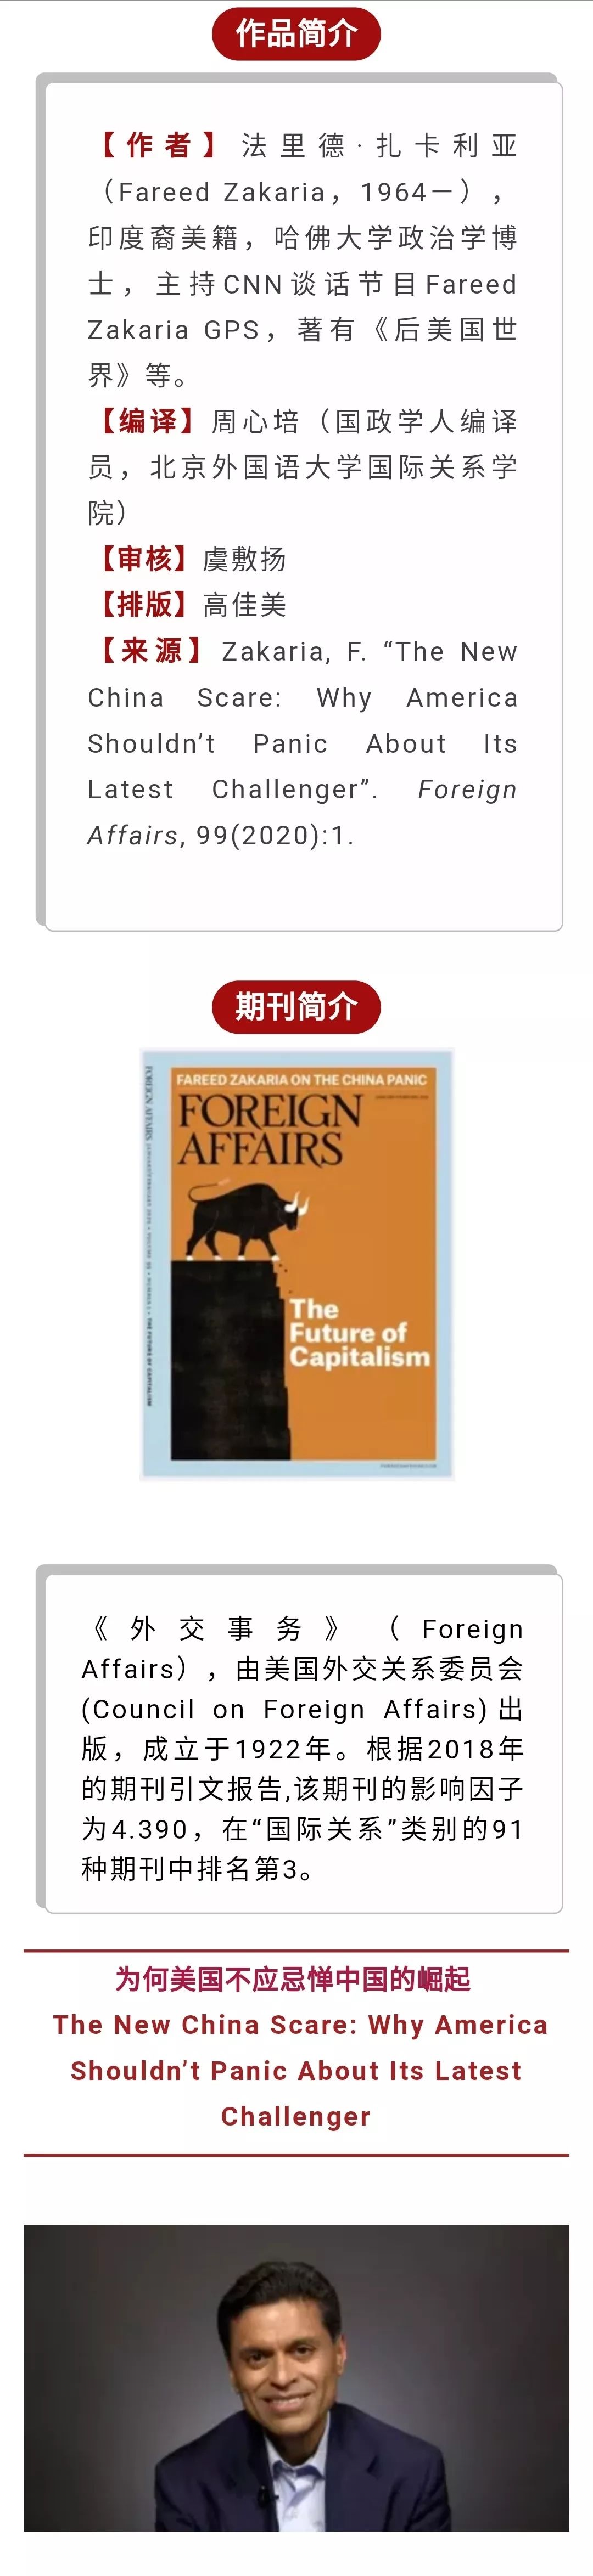 作品简介
【作者】法里德·扎卡利亚
（Fareed Zakaria，1964－），
印度裔美籍，哈佛大学政治学博
士，主持CNN谈话节目Fareed
Zakaria GPS，著有《后美国世
界》等。
【编译】周心培（国政学人编译
员，北京外国语大学国际关系学
院）
【审核】虞敷扬
【排版】高佳美
【来源】Zakaria, F. “The New
China Scare: Why America
Shouldn’t Panic About Its
Latest Challenger”. Foreign
Affairs, 99(2020):1.
期刊简介
FAREED ZAKARIA ON THE CHINA PANIC
FOREIGN
AFFAIRS
The
Future of
Capitalism
《外交事务》（Foreign
Affairs），由美国外交关系委员会
(Council on Foreign Affairs)出
版，成立于1922年。根据2018年
的期刊引文报告,该期刊的影响因子
为4.390，在“国际关系”类别的91
种期刊中排名第3。
为何美国不应忌惮中国的崛起
The New China Scare: Why America
Shouldn’t Panic About Its Latest
Challenger